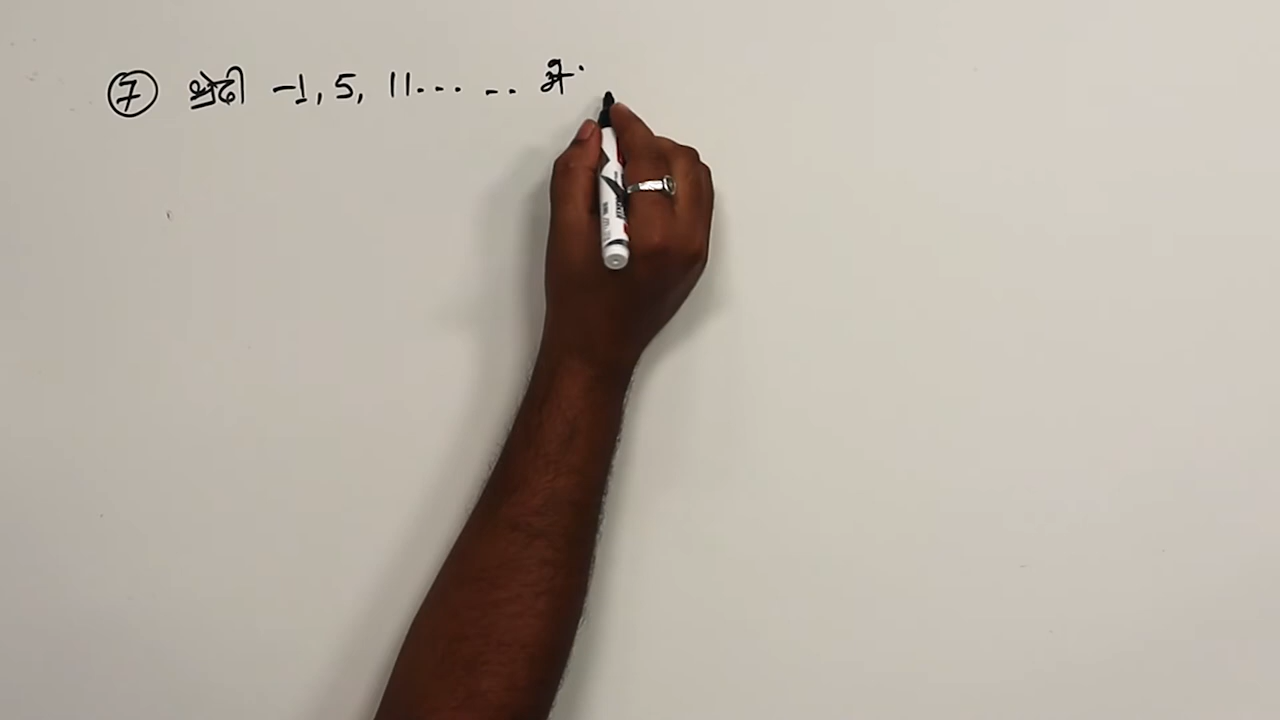 ⑦ श्रेढी -1, 5, 11... .. में